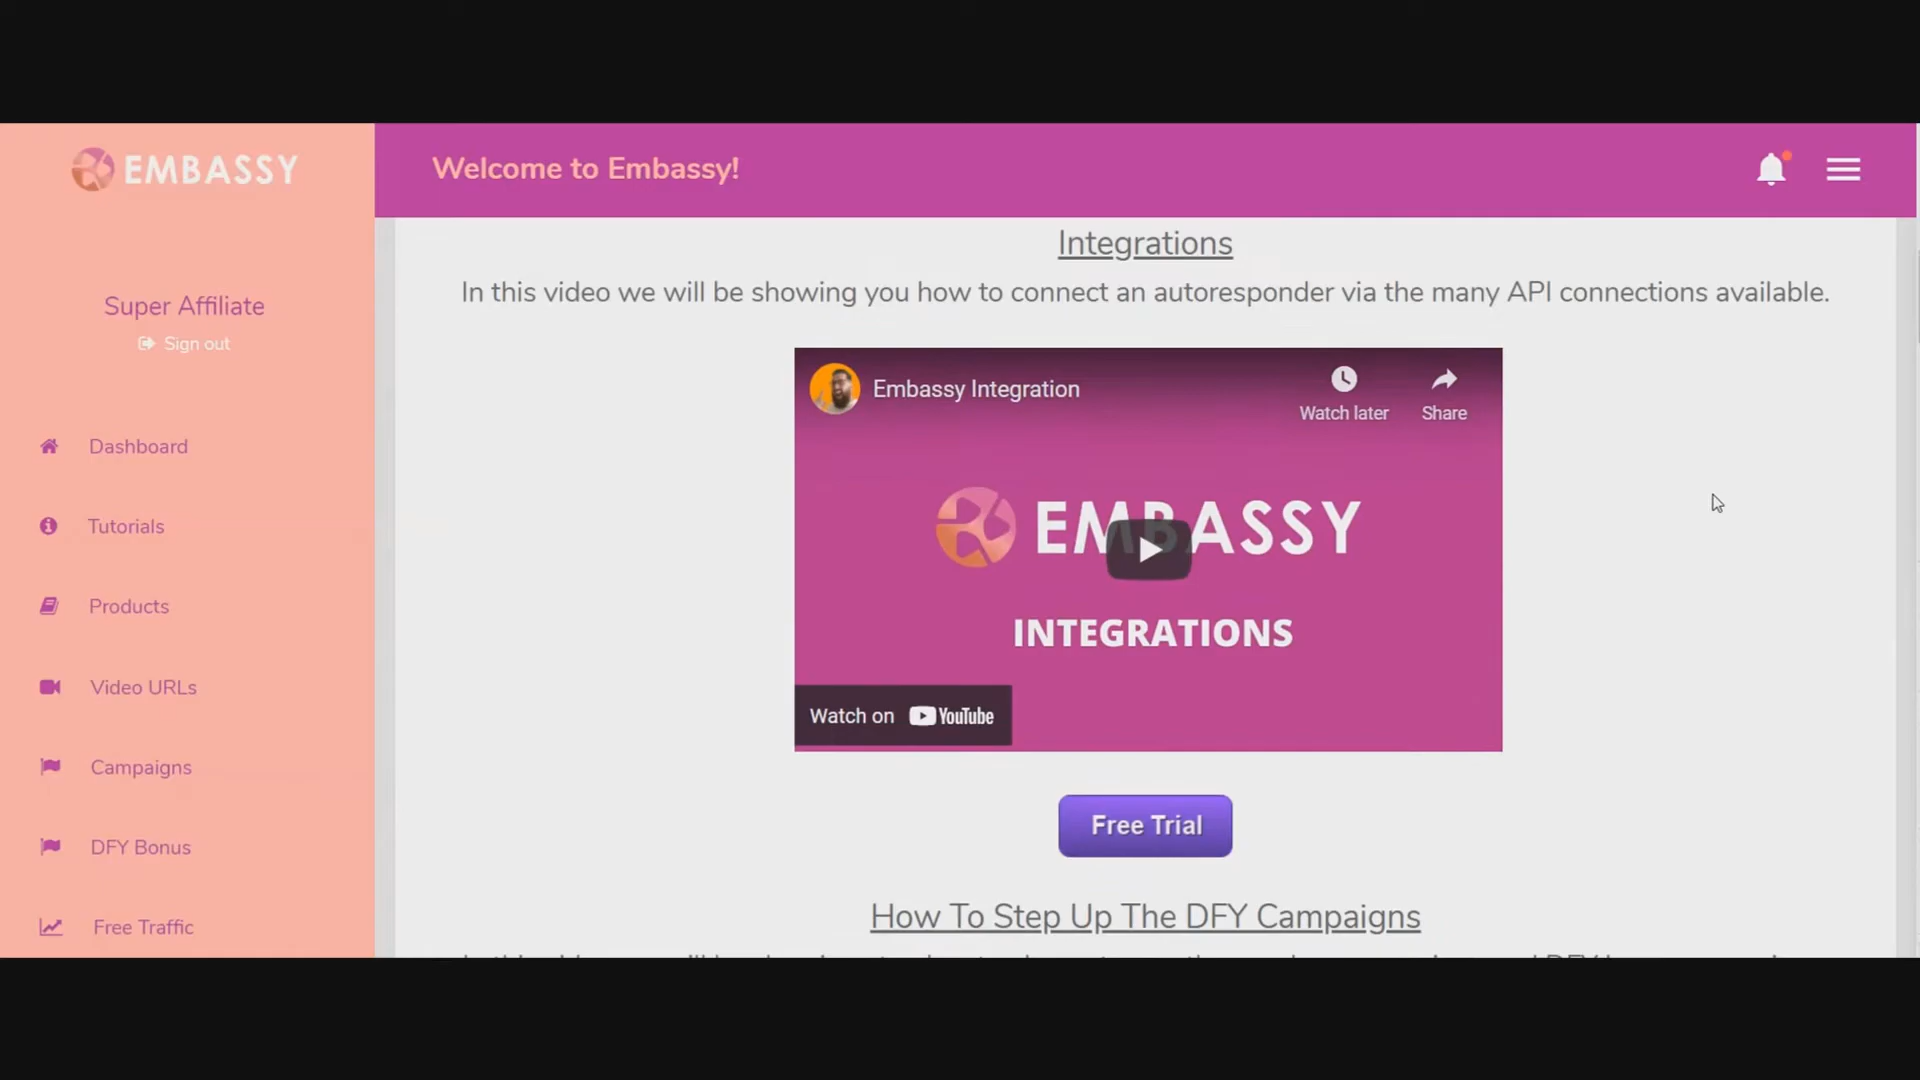 EMBASSY
Welcome to Embassy!
Super Affiliate
Sign out
Dashboard
Tutorials
Products
Video URLs
Campaigns
DFY Bonus
Free Traffic
Integrations
In this video we will be showing you how to connect an autoresponder via the many API connections available.
Embassy Integration
Watch later
Share
EMBASSY
INTEGRATIONS
Watch on YouTube
Free Trial
How To Step Up The DFY Campaigns